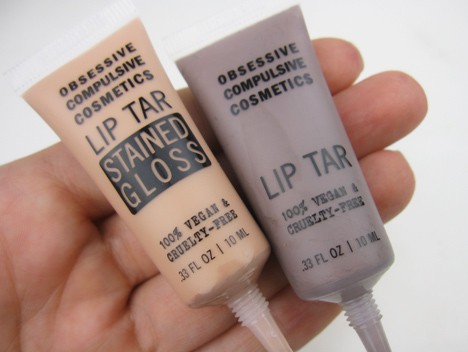 OBSESSIVE
COMPULSIVE
COSMETICS
LIP TAR
STAINED
GLOSS
100% VEGAN &
CRUELTY-FREE
.33 FL OZ | 10 ML
OBSESSIVE
COMPULSIVE
COSMETICS
LIP TAR
100% VEGAN &
CRUELTY-FREE
.33 FL OZ | 10 ML